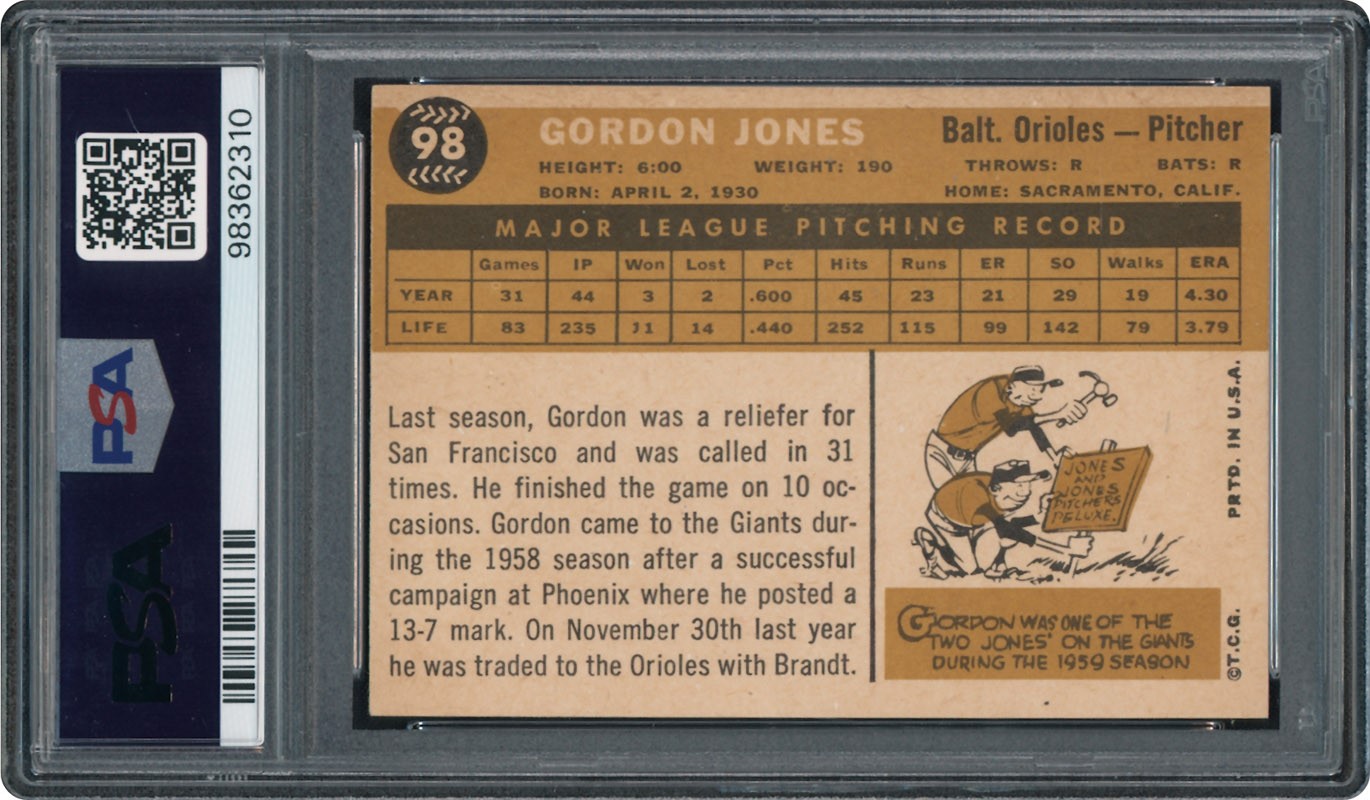 98362310
PSA
PSA
98
GORDON JONES
Balt. Orioles — Pitcher
HEIGHT: 6:00 WEIGHT: 190 THROWS: R BATS: R
BORN: APRIL 2, 1930 HOME: SACRAMENTO, CALIF.
MAJOR LEAGUE PITCHING RECORD
Games IP Won Lost Pct Hits Runs ER SO Walks ERA
YEAR 31 44 3 2 .600 45 23 21 29 19 4.30
LIFE 83 235 11 14 .440 252 115 99 142 79 3.79
Last season, Gordon was a reliefer for
San Francisco and was called in 31
times. He finished the game on 10 oc-
casions. Gordon came to the Giants dur-
ing the 1958 season after a successful
campaign at Phoenix where he posted a
13-7 mark. On November 30th last year
he was traded to the Orioles with Brandt.
JONES
AND
JONES
PITCHERS
DELUXE.
GORDON WAS ONE OF THE
TWO JONES' ON THE GIANTS
DURING THE 1959 SEASON
PRTD. IN U.S.A.
©T.C.G.
PSA